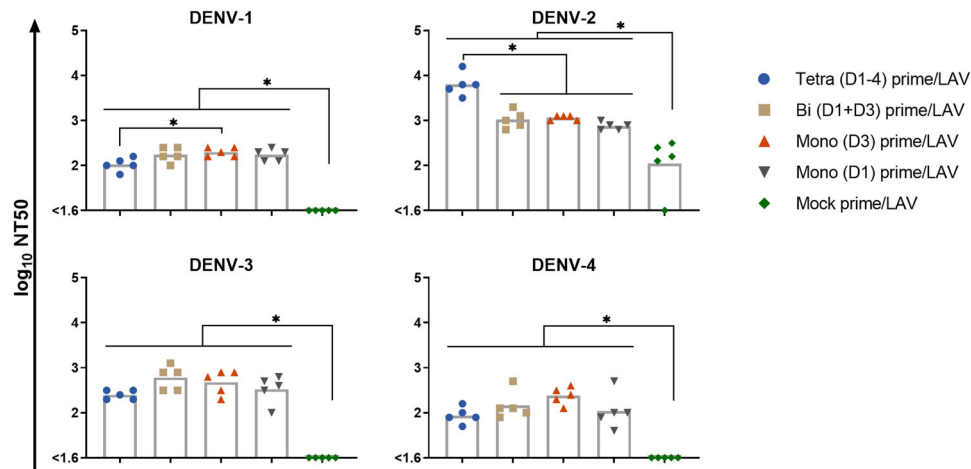 DENV-1
5
4
3
2
<1.6
*
*
DENV-2
5
4
3
2
<1.6
*
*
Tetra (D1-4) prime/LAV
Bi (D1+D3) prime/LAV
Mono (D3) prime/LAV
Mono (D1) prime/LAV
Mock prime/LAV
log10 NT50
DENV-3
5
4
3
2
<1.6
*
DENV-4
5
4
3
2
<1.6
*